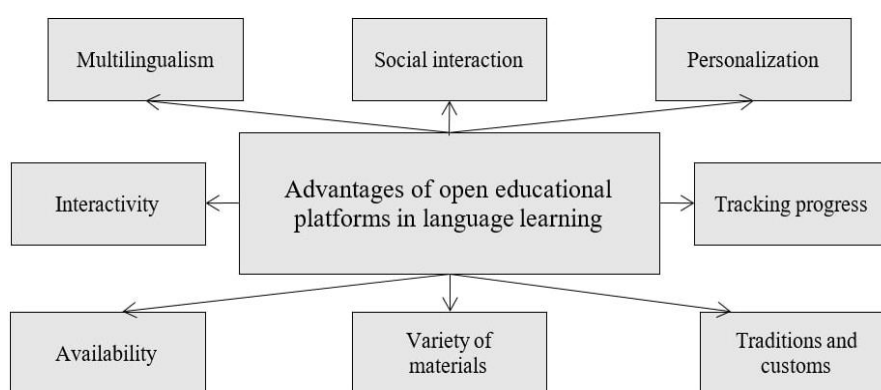 Multilingualism
Social interaction
Personalization
Interactivity
Advantages of open educational
platforms in language learning
Tracking progress
Availability
Variety of
materials
Traditions and
customs